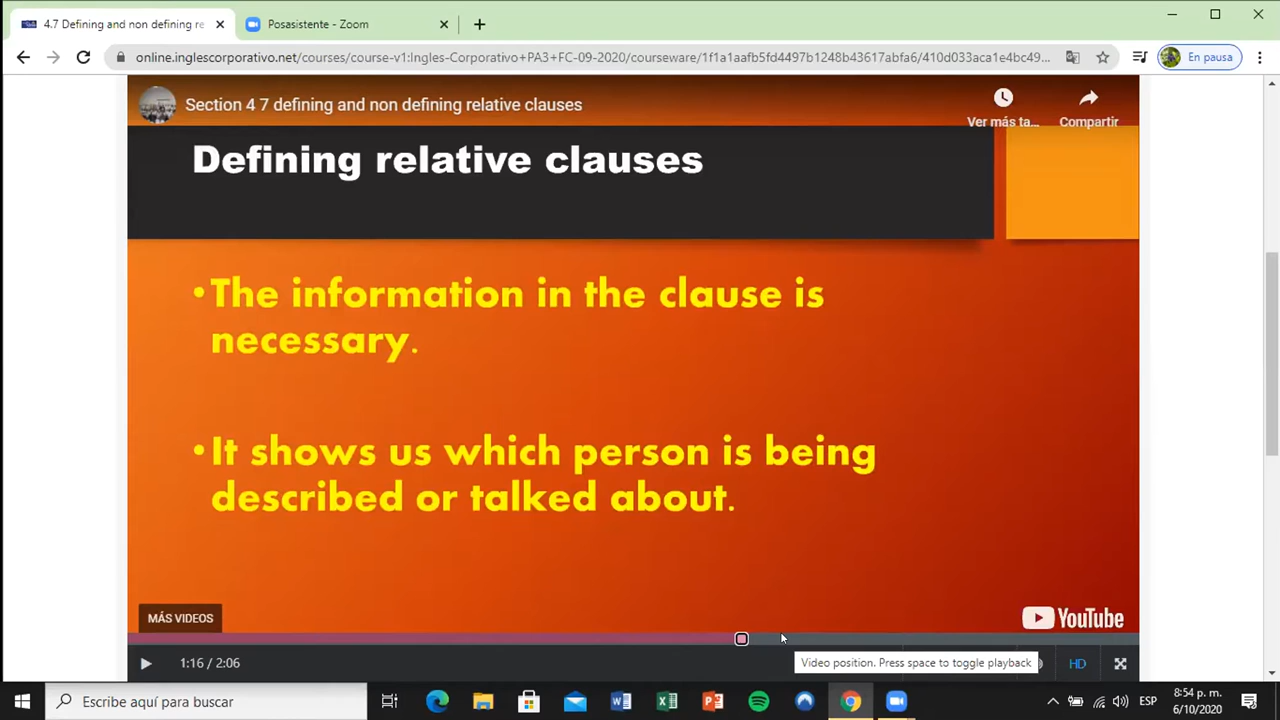 4.7 Defining and non defining re
Posasistente - Zoom
online.inglescorporativo.net/courses/course-v1:Ingles-Corporativo+PA3+FC-09-2020/courseware/1f1a1aafb5fd4497b1248b43617abfa6/410d033aca1e4bc49...
En pausa
Section 4 7 defining and non defining relative clauses
Ver más ta...
Compartir
Defining relative clauses
•The information in the clause is
necessary.
•It shows us which person is being
described or talked about.
MÁS VIDEOS
YouTube
1:16 / 2:06
Video position. Press space to toggle playback
HD
Escribe aquí para buscar
ESP
8:54 p. m.
6/10/2020